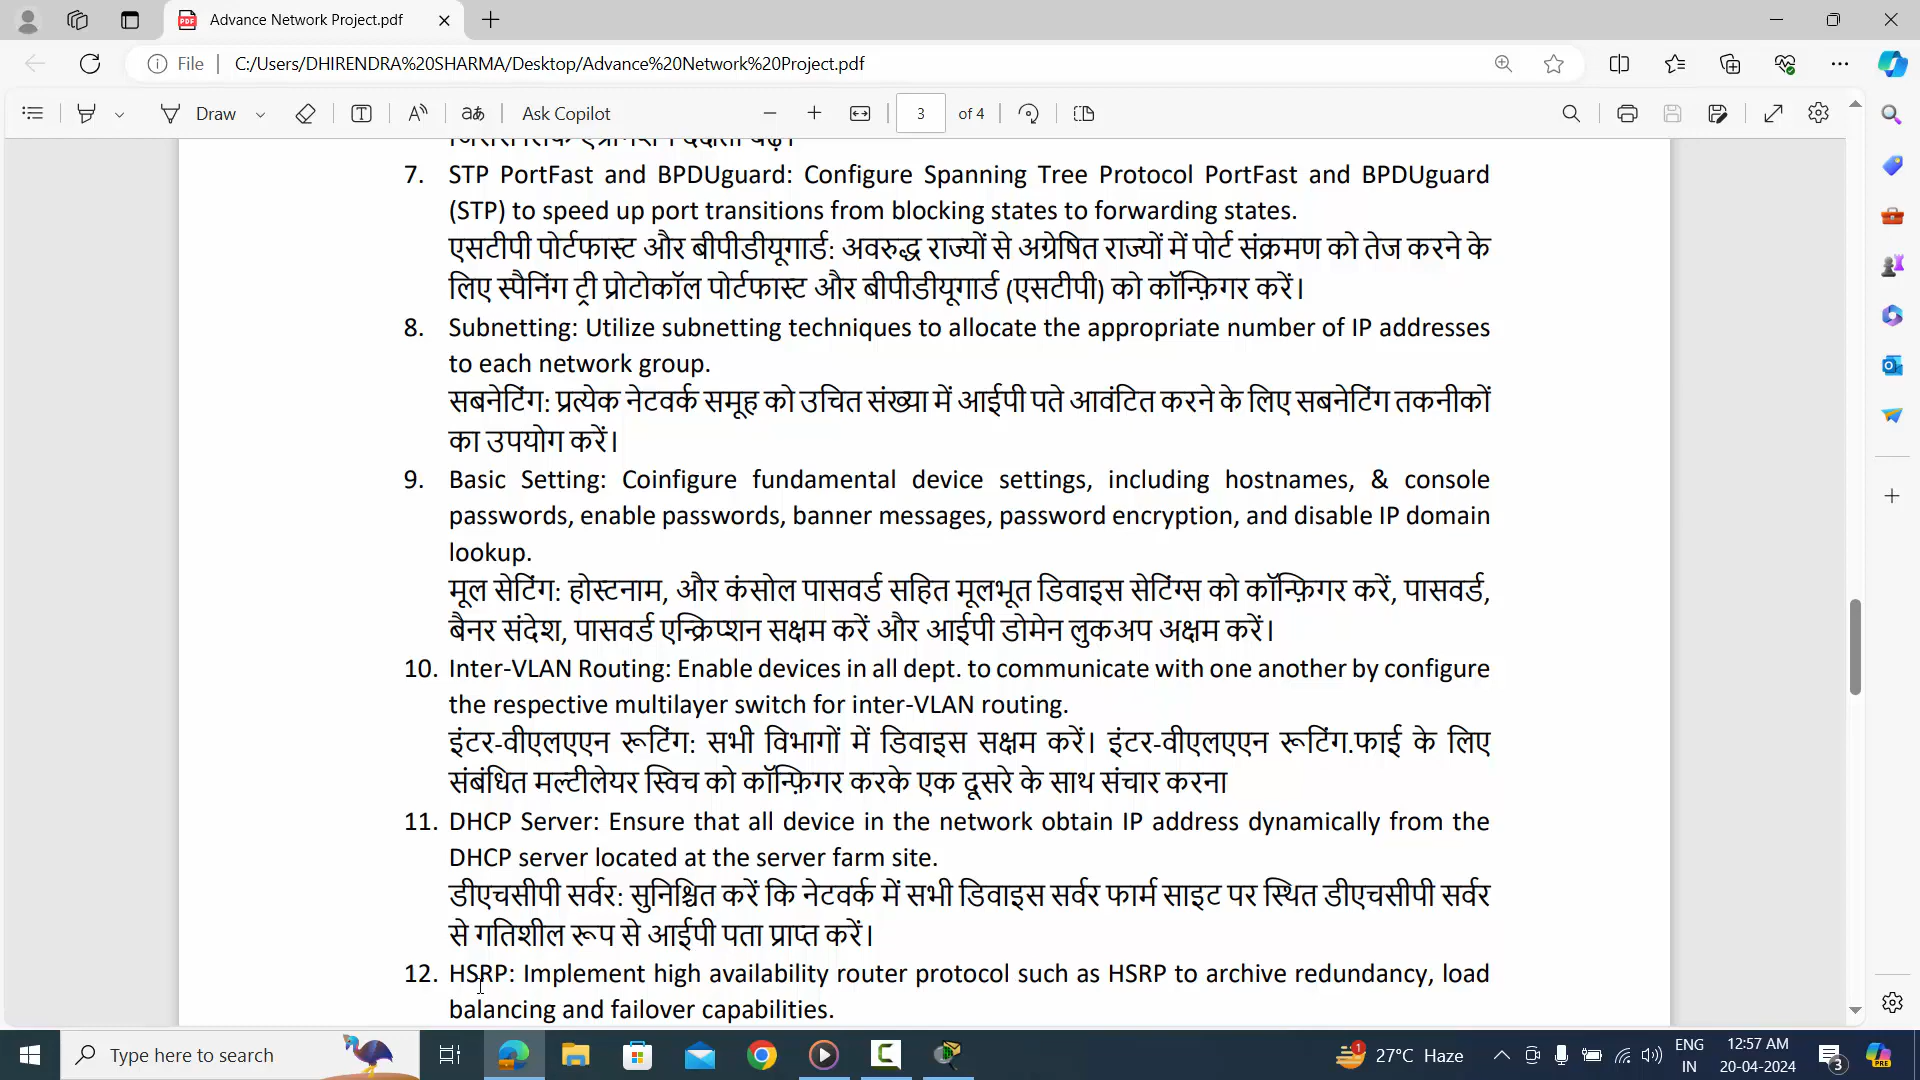 Advance Network Project.pdf
File
C:/Users/DHIRENDRA%20SHARMA/Desktop/Advance%20Network%20Project.pdf
Draw
Ask Copilot
3 of 4
7. STP PortFast and BPDUguard: Configure Spanning Tree Protocol PortFast and BPDUguard
(STP) to speed up port transitions from blocking states to forwarding states.
एसटीपी पोर्टफास्ट और बीपीडीयूगार्ड: अवरुद्ध राज्यों से अग्रेषित राज्यों में पोर्ट संक्रमण को तेज करने के
लिए स्पैनिंग ट्री प्रोटोकॉल पोर्टफास्ट और बीपीडीयूगार्ड (एसटीपी) को कॉन्फ़िगर करें।
8. Subnetting: Utilize subnetting techniques to allocate the appropriate number of IP addresses
to each network group.
सबनेटिंग: प्रत्येक नेटवर्क समूह को उचित संख्या में आईपी पते आवंटित करने के लिए सबनेटिंग तकनीकों
का उपयोग करें।
9. Basic Setting: Coinfigure fundamental device settings, including hostnames, & console
passwords, enable passwords, banner messages, password encryption, and disable IP domain
lookup.
मूल सेटिंग: होस्टनाम, और कंसोल पासवर्ड सहित मूलभूत डिवाइस सेटिंग्स को कॉन्फ़िगर करें, पासवर्ड,
बैनर संदेश, पासवर्ड एन्क्रिप्शन सक्षम करें और आईपी डोमेन लुकअप अक्षम करें।
10. Inter-VLAN Routing: Enable devices in all dept. to communicate with one another by configure
the respective multilayer switch for inter-VLAN routing.
इंटर-वीएलएएन रूटिंग: सभी विभागों में डिवाइस सक्षम करें। इंटर-वीएलएएन रूटिंग.फाई के लिए
संबंधित मल्टीलेयर स्विच को कॉन्फ़िगर करके एक दूसरे के साथ संचार करना
11. DHCP Server: Ensure that all device in the network obtain IP address dynamically from the
DHCP server located at the server farm site.
डीएचसीपी सर्वर: सुनिश्चित करें कि नेटवर्क में सभी डिवाइस सर्वर फार्म साइट पर स्थित डीएचसीपी सर्वर
से गतिशील रूप से आईपी पता प्राप्त करें।
12. HSRP: Implement high availability router protocol such as HSRP to archive redundancy, load
balancing and failover capabilities.
Type here to search
27°C Haze
ENG
IN
12:57 AM
20-04-2024
3